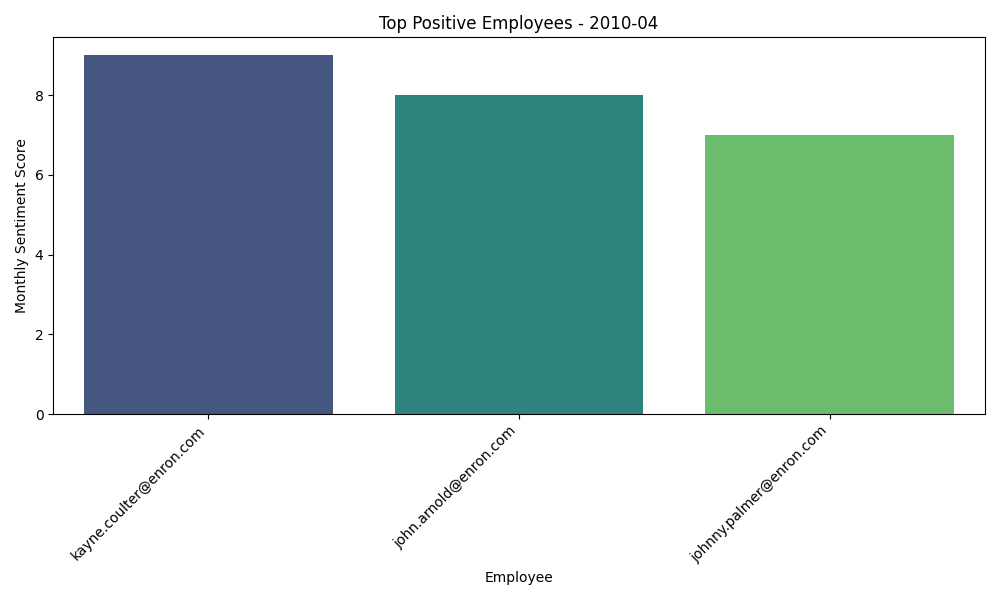 Top Positive Employees - 2010-04
Monthly Sentiment Score
8
6
4
2
0
kayne.coulter@enron.com
john.arnold@enron.com
johnny.palmer@enron.com
Employee